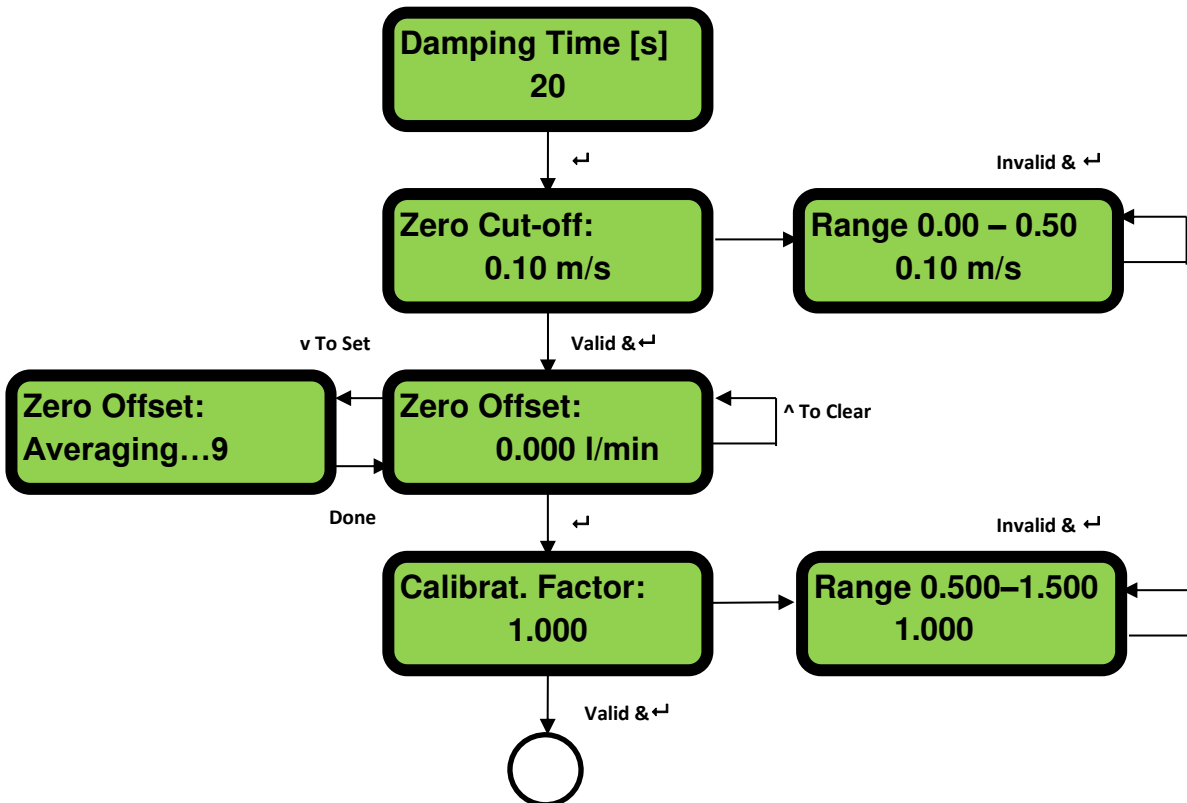 Damping Time [s]
20
↵
Invalid & ↵
Zero Cut-off:
0.10 m/s
Range 0.00 – 0.50
0.10 m/s
v To Set
Valid & ↵
Zero Offset:
Averaging...9
Zero Offset:
0.000 l/min
^ To Clear
Done
↵
Invalid & ↵
Calibrat. Factor:
1.000
Range 0.500–1.500
1.000
Valid & ↵